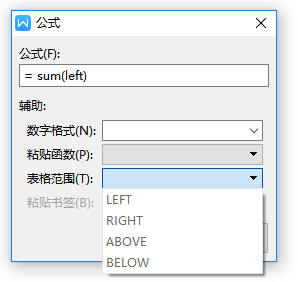 公式
公式(F):
= sum(left)
辅助:
数字格式(N):
粘贴函数(P):
表格范围(T):
粘贴书签(B):
LEFT
RIGHT
ABOVE
BELOW